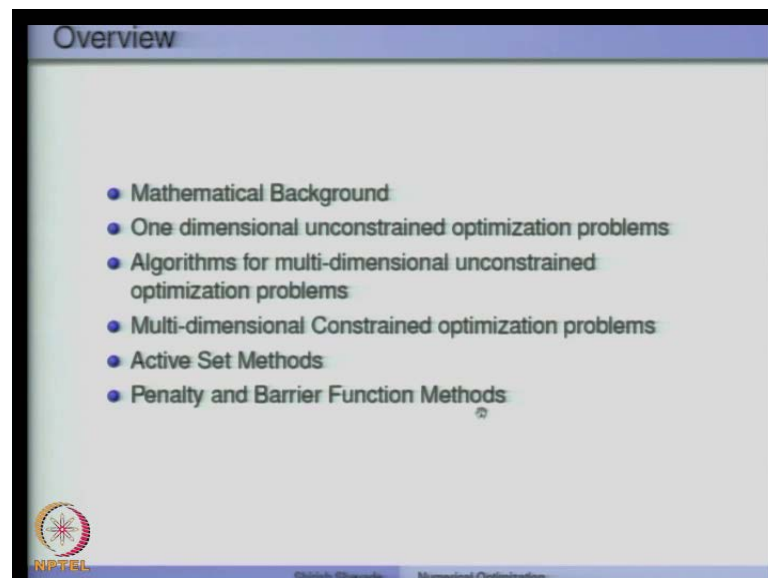 Overview
• Mathematical Background
• One dimensional unconstrained optimization problems
• Algorithms for multi-dimensional unconstrained
optimization problems
• Multi-dimensional Constrained optimization problems
• Active Set Methods
• Penalty and Barrier Function Methods
NPTEL
Numerical Optimization